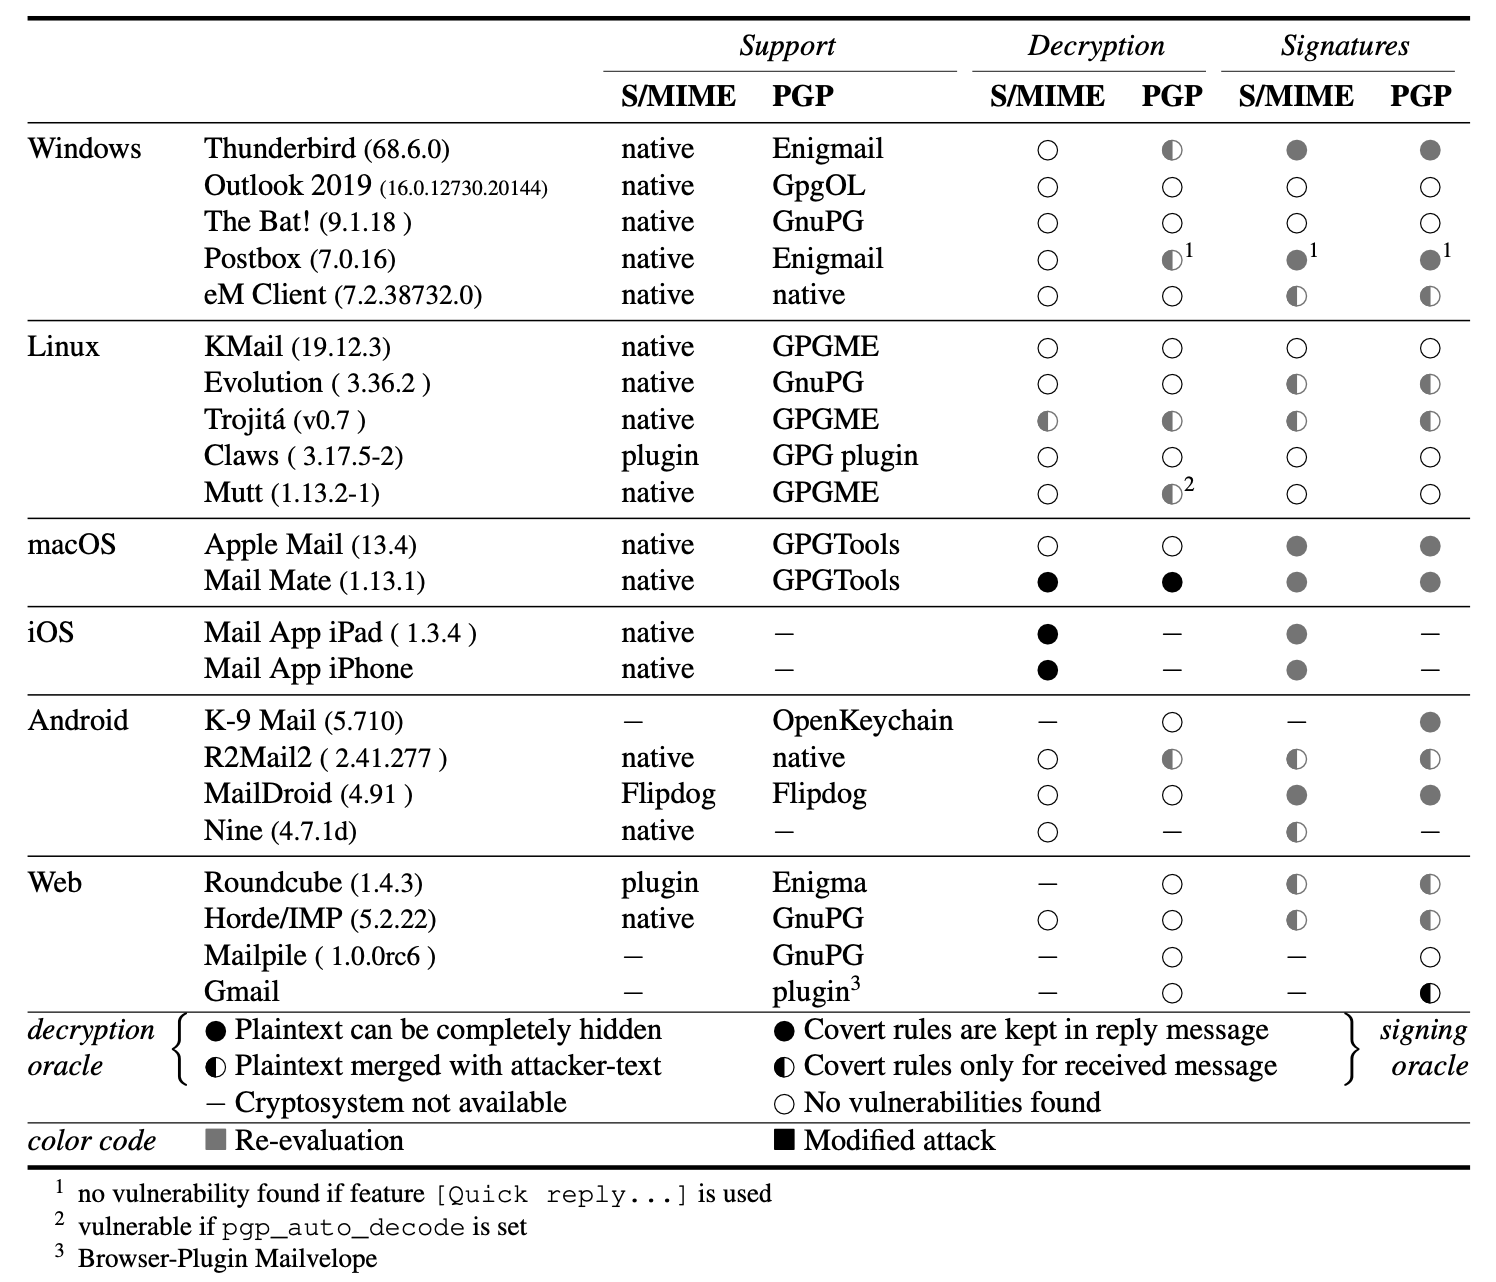 Support Decryption Signatures
S/MIME PGP S/MIME PGP S/MIME PGP
Windows Thunderbird (68.6.0) native Enigmail ○ ◐ ● ●
Outlook 2019 (16.0.12730.20144) native GpgOL ○ ○ ○ ○
The Bat! (9.1.18 ) native GnuPG ○ ○ ○ ○
Postbox (7.0.16) native Enigmail ○ ◐1 ●1 ●1
eM Client (7.2.38732.0) native native ○ ○ ◐ ◐
Linux KMail (19.12.3) native GPGME ○ ○ ○ ○
Evolution ( 3.36.2 ) native GnuPG ○ ○ ◐ ◐
Trojitá (v0.7 ) native GPGME ◐ ◐ ◐ ◐
Claws ( 3.17.5-2) plugin GPG plugin ○ ○ ○ ○
Mutt (1.13.2-1) native GPGME ○ ◐2 ○ ○
macOS Apple Mail (13.4) native GPGTools ○ ○ ● ●
Mail Mate (1.13.1) native GPGTools ● ● ● ●
iOS Mail App iPad ( 1.3.4 ) native – ● – ● –
Mail App iPhone native – ● – ● –
Android K-9 Mail (5.710) – OpenKeychain – ○ – ●
R2Mail2 ( 2.41.277 ) native native ○ ◐ ◐ ◐
MailDroid (4.91 ) Flipdog Flipdog ○ ○ ● ●
Nine (4.7.1d) native – ○ – ◐ –
Web Roundcube (1.4.3) plugin Enigma – ○ ◐ ◐
Horde/IMP (5.2.22) native GnuPG ○ ○ ◐ ◐
Mailpile ( 1.0.0rc6 ) – GnuPG – ○ – ○
Gmail – plugin3 – ○ – ◐
decryption { ● Plaintext can be completely hidden ● Covert rules are kept in reply message } signing
oracle ◐ Plaintext merged with attacker-text ◐ Covert rules only for received message oracle
– Cryptosystem not available ○ No vulnerabilities found
color code ■ Re-evaluation ■ Modified attack
1 no vulnerability found if feature [Quick reply...] is used
2 vulnerable if pgp_auto_decode is set
3 Browser-Plugin Mailvelope